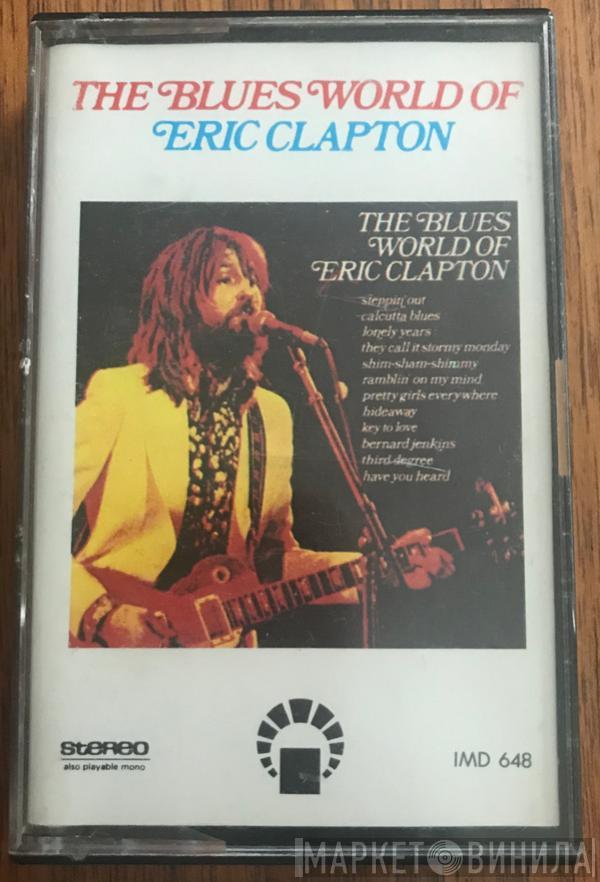 THE BLUES WORLD OF
ERIC CLAPTON
THE BLUES
WORLD OF
ERIC CLAPTON
steppin' out
calcutta blues
lonely years
they call it stormy monday
shim-sham-shimmy
ramblin' on my mind
pretty girls everywhere
hideaway
key to love
bernard jenkins
third degree
have you heard
STEREO
also playable mono
IMD 648
МАРКЕТ ВИНИЛА